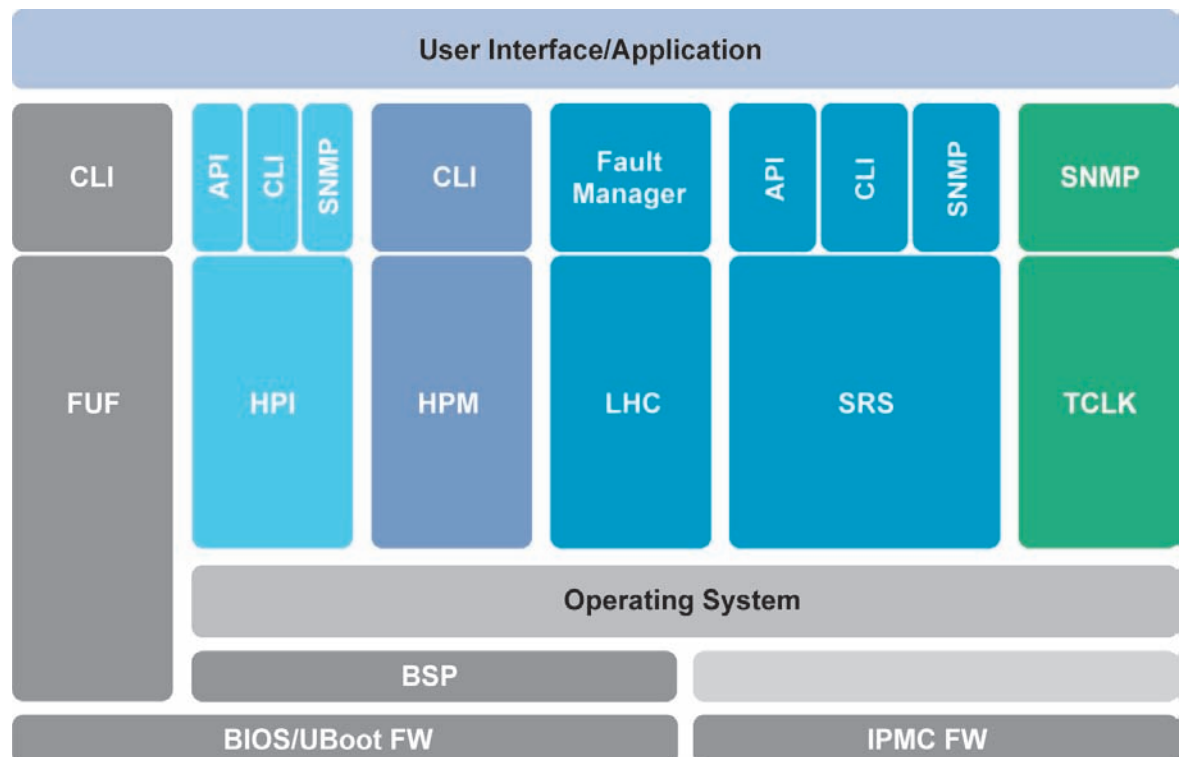 User Interface/Application
CLI
API
CLI
SNMP
CLI
Fault
Manager
API
CLI
SNMP
SNMP
FUF
HPI
HPM
LHC
SRS
TCLK
Operating System
BSP
BIOS/UBoot FW
IPMC FW